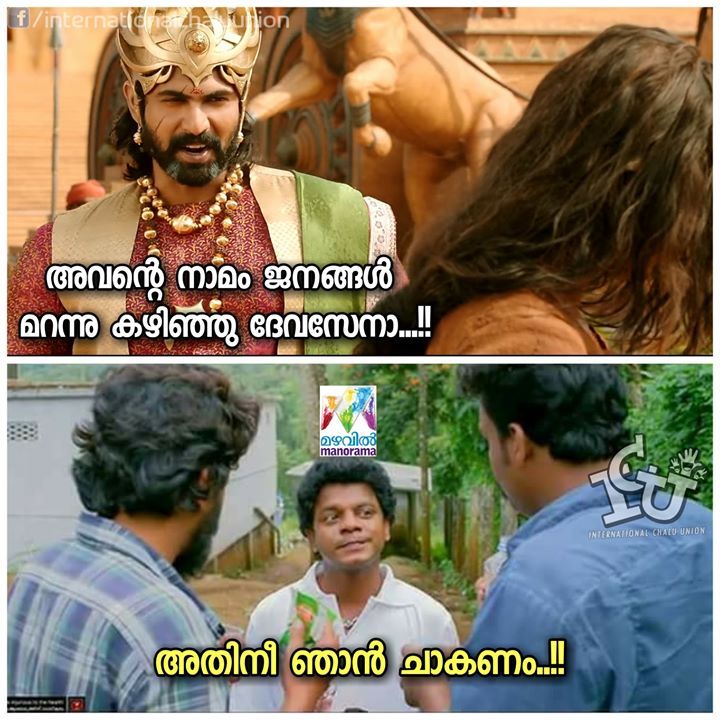 f/internationalchaluunion
അവന്റെ നാമം ജനങ്ങൾ
മറന്നു കഴിഞ്ഞു ദേവസേനാ...!!
മഴവിൽ
manorama
ICU
INTERNATIONAL CHALU UNION
അതിനീ ഞാൻ ചാകണം..!!